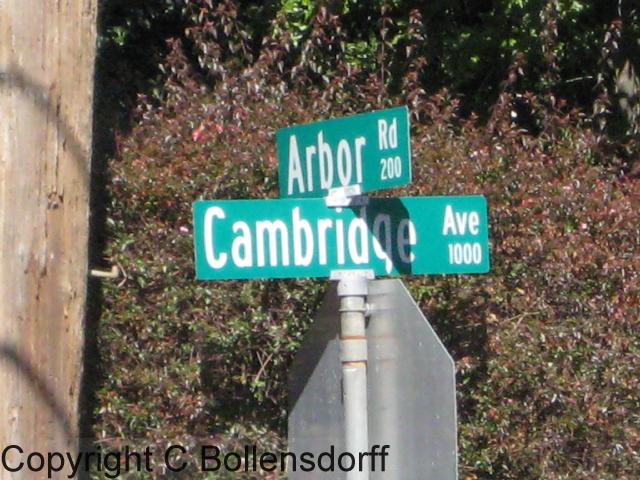 Arbor Rd
200
Cambridge Ave
1000
Copyright C Bollensdorff